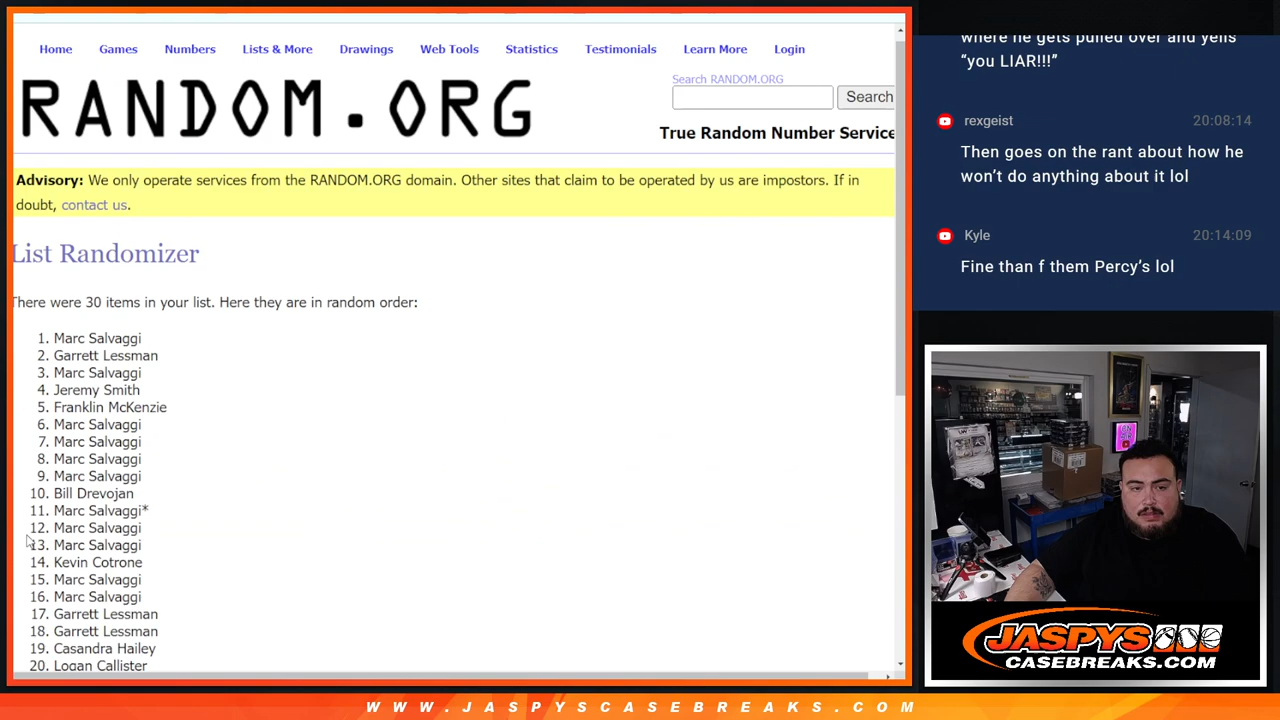 Home Games Numbers Lists & More Drawings Web Tools Statistics Testimonials Learn More Login
RANDOM.ORG
Search RANDOM.ORG
Search
True Random Number Service
Advisory: We only operate services from the RANDOM.ORG domain. Other sites that claim to be operated by us are impostors. If in
doubt, contact us.
List Randomizer
There were 30 items in your list. Here they are in random order:
1. Marc Salvaggi
2. Garrett Lessman
3. Marc Salvaggi
4. Jeremy Smith
5. Franklin McKenzie
6. Marc Salvaggi
7. Marc Salvaggi
8. Marc Salvaggi
9. Marc Salvaggi
10. Bill Drevojan
11. Marc Salvaggi*
12. Marc Salvaggi
13. Marc Salvaggi
14. Kevin Cotrone
15. Marc Salvaggi
16. Marc Salvaggi
17. Garrett Lessman
18. Garrett Lessman
19. Casandra Hailey
20. Logan Callister
where he gets pulled over and yells
“you LIAR!!!”
rexgeist 20:08:14
Then goes on the rant about how he
won’t do anything about it lol
Kyle 20:14:09
Fine than f them Percy’s lol
JASPYS
CASEBREAKS.COM
WWW.JASPYSCASEBREAKS.COM